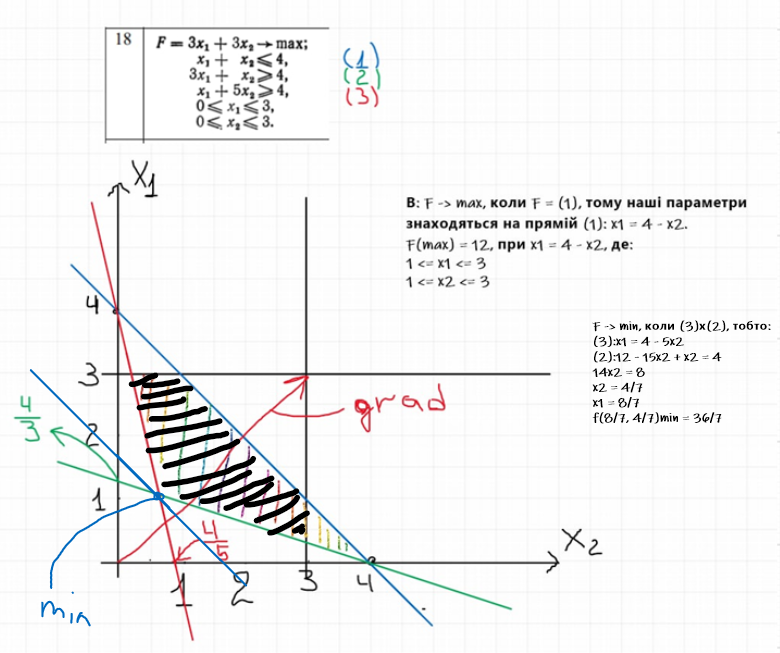 18
F = 3x₁ + 3x₂ → max;
x₁ + x₂ ⩽ 4,
3x₁ + x₂ ⩾ 4,
x₁ + 5x₂ ⩾ 4,
0 ⩽ x₁ ⩽ 3,
0 ⩽ x₂ ⩽ 3.
(1)
(2)
(3)
X1
В: F -> max, коли F = (1), тому наші параметри
знаходяться на прямій (1): x1 = 4 - x2.
F(max) = 12, при x1 = 4 - x2, де:
1 <= x1 <= 3
1 <= x2 <= 3
F -> min, коли (3)x(2), тобто:
(3):x1 = 4 - 5x2
(2):12 - 15x2 + x2 = 4
14x2 = 8
x2 = 4/7
x1 = 8/7
f(8/7, 4/7)min = 36/7
4
3
grad
4/3
2
1
4/5
X2
1 2 3 4
min